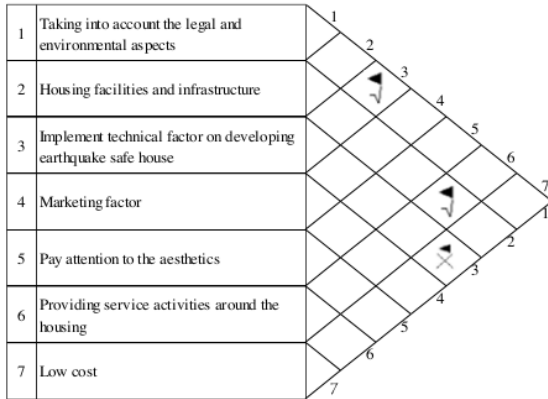 1 Taking into account the legal and
environmental aspects
2 Housing facilities and infrastructure
3 Implement technical factor on developing
earthquake safe house
4 Marketing factor
5 Pay attention to the aesthetics
6 Providing service activities around the
housing
7 Low cost
1
2
3
4
5
6
7
1
2
3
4
5
6
7